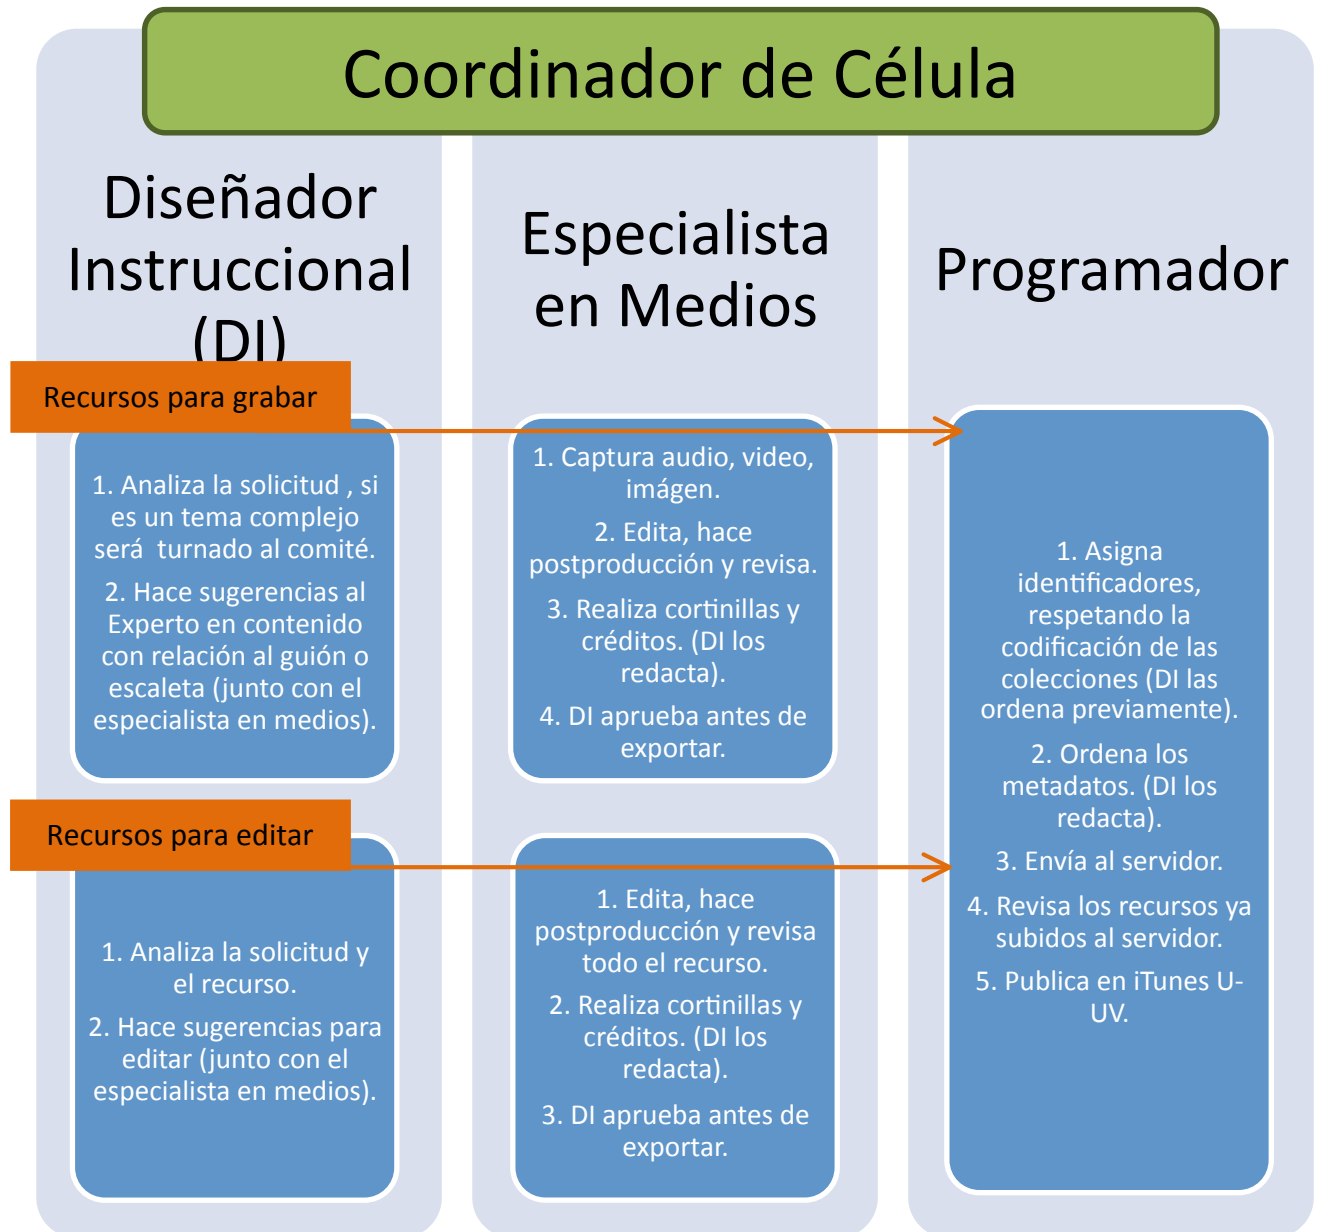 Coordinador de Célula
Diseñador
Instruccional
(DI)
Especialista
en Medios
Programador
Recursos para grabar
1. Analiza la solicitud , si
es un tema complejo
será  turnado al comité.
2. Hace sugerencias al
Experto en contenido
con relación al guión o
escaleta (junto con el
especialista en medios).
1. Captura audio, video,
imágen.
2. Edita, hace
postproducción y revisa.
3. Realiza cortinillas y
créditos. (DI los
redacta).
4. DI aprueba antes de
exportar.
1. Asigna
identificadores,
respetando la
codificación de las
colecciones (DI las
ordena previamente).
2. Ordena los
metadatos. (DI los
redacta).
3. Envía al servidor.
4. Revisa los recursos ya
subidos al servidor.
5. Publica en iTunes U-
UV.
Recursos para editar
1. Analiza la solicitud y
el recurso.
2. Hace sugerencias para
editar (junto con el
especialista en medios).
1. Edita, hace
postproducción y revisa
todo el recurso.
2. Realiza cortinillas y
créditos. (DI los
redacta).
3. DI aprueba antes de
exportar.